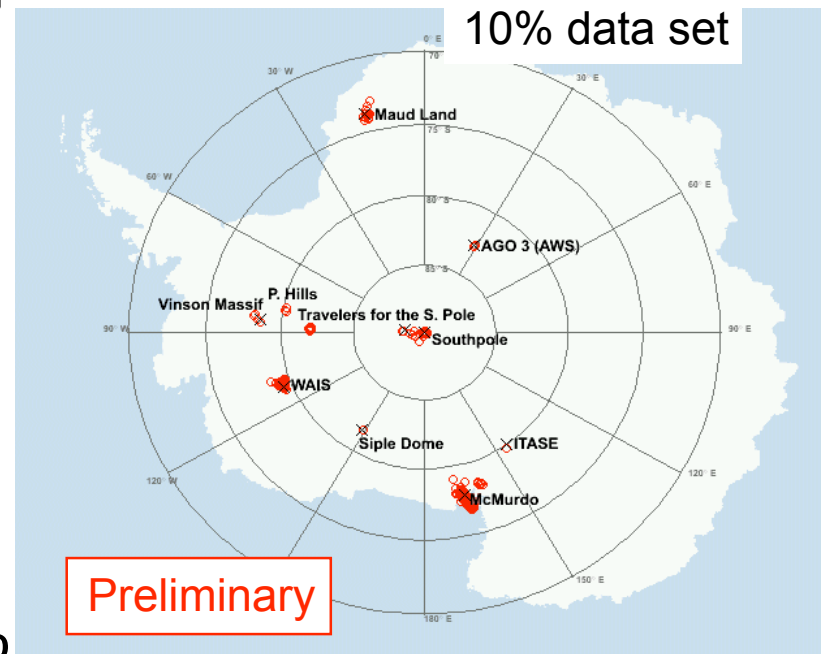 10% data set
0° E
70
30° W
30° E
Maud Land
75° S
60° W
60° E
80° S
AGO 3 (AWS)
85° S
P. Hills
Vinson Massif
Travelers for the S. Pole
90° W
90° E
Southpole
WAIS
Siple Dome
ITASE
120° W
120° E
McMurdo
Preliminary
150° E
180° E